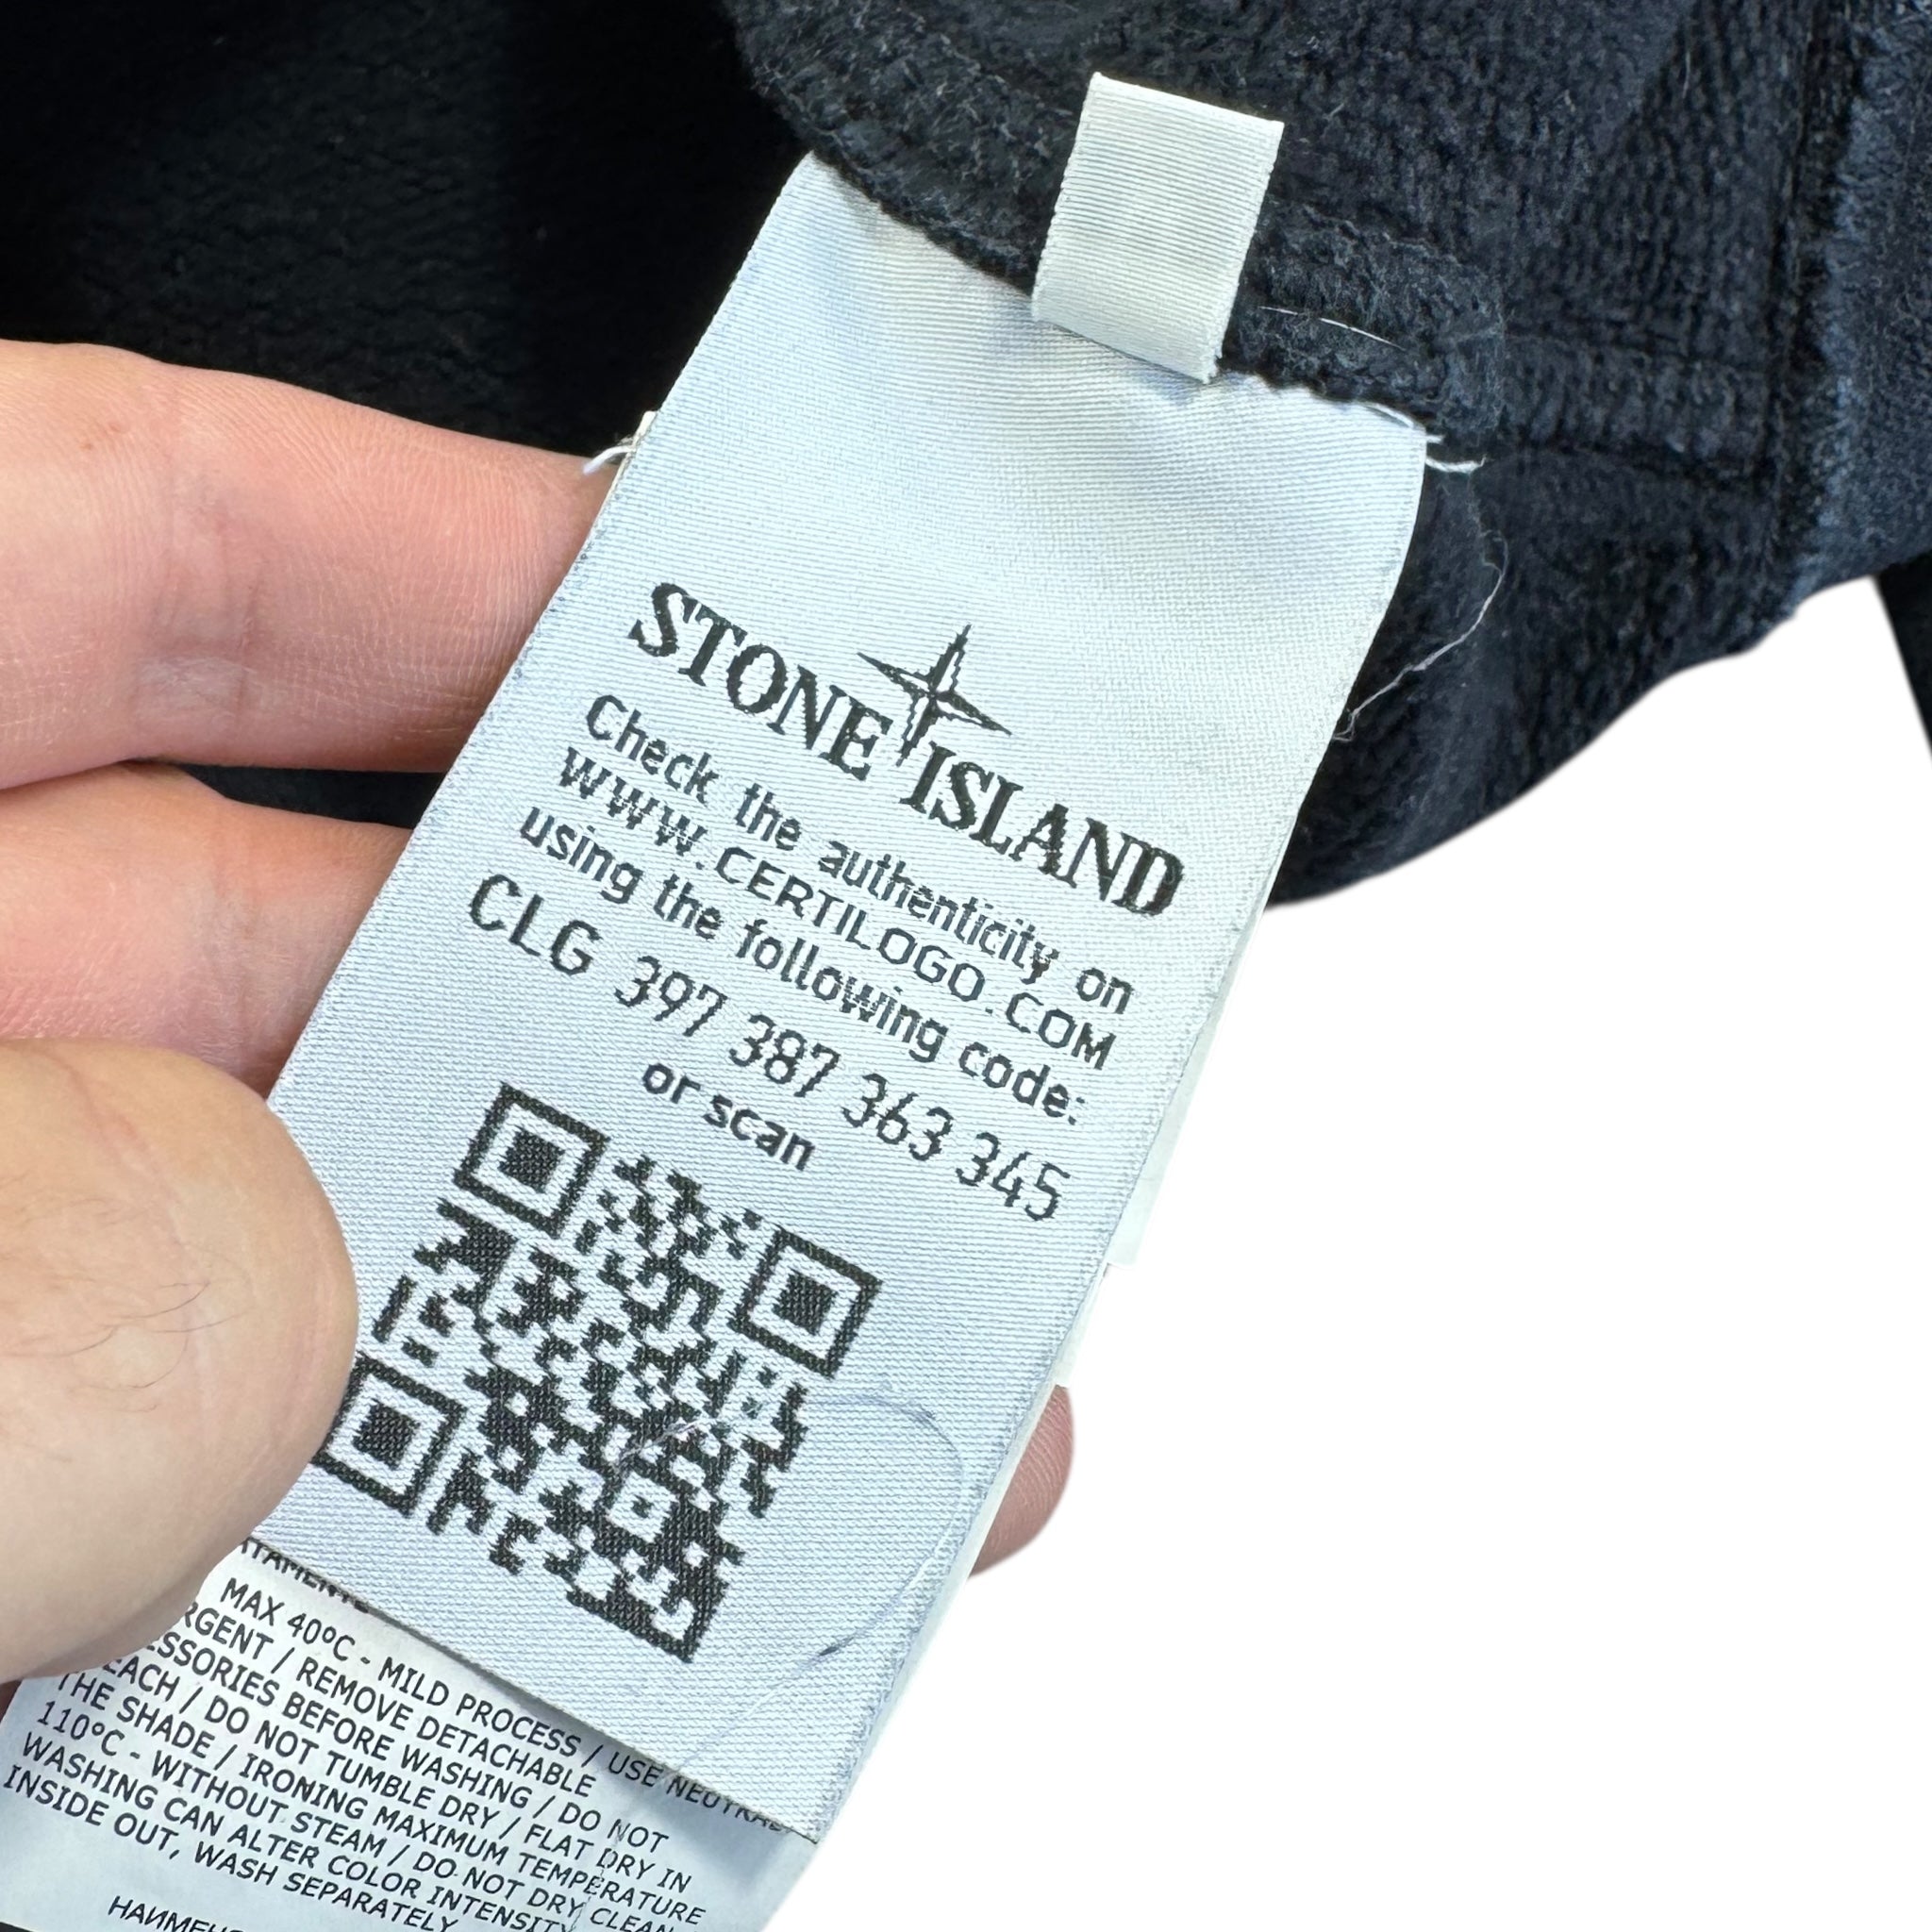 STONE ISLAND
Check the authenticity on
WWW.CERTILOGO.COM
using the following code:
CLG 397 387 363 345
or scan
MAX 40°C - MILD PROCESS / USE NEUTRAL
/ REMOVE DETACHABLE
BEFORE WASHING / DO NOT
/ DO NOT TUMBLE DRY / FLAT DRY IN
THE SHADE / IRONING MAXIMUM TEMPERATURE
110°C - WITHOUT STEAM / DO NOT DRY CLEAN
WASHING CAN ALTER COLOR INTENSITY
INSIDE OUT, WASH SEPARATELY